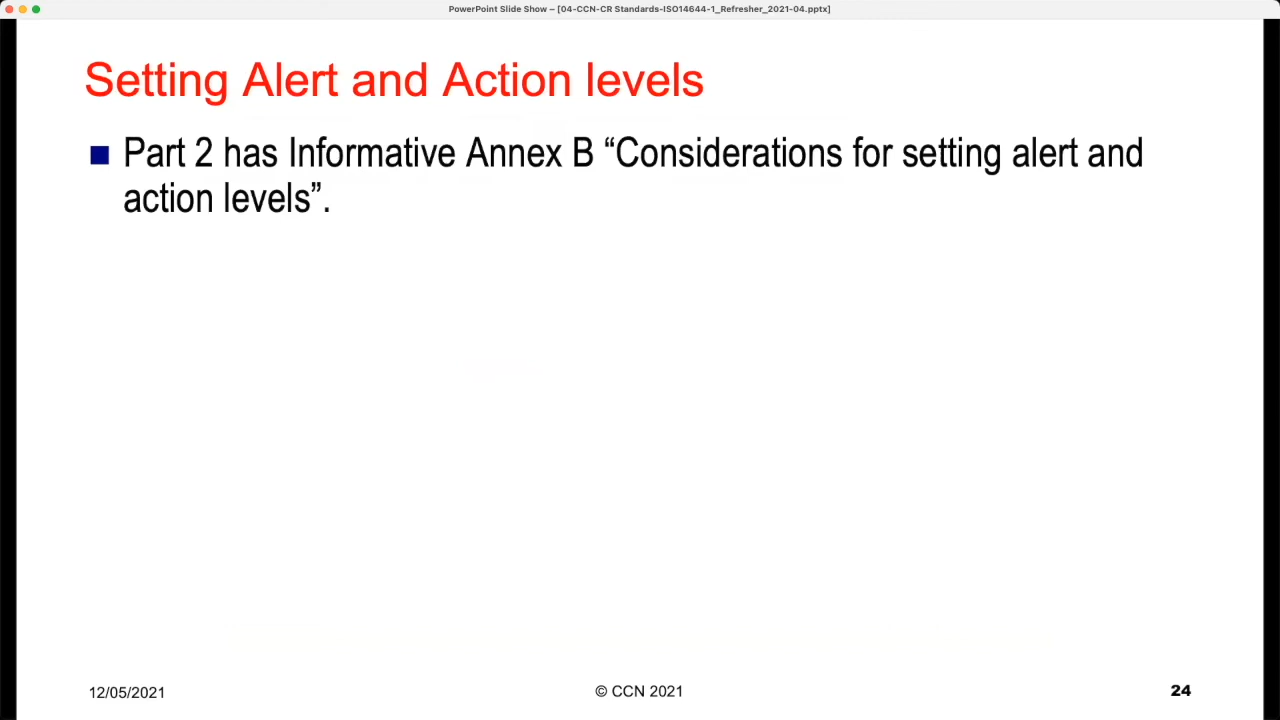 PowerPoint Slide Show – [04-CCN-CR Standards-ISO14644-1_Refresher_2021-04.pptx]
Setting Alert and Action levels
Part 2 has Informative Annex B “Considerations for setting alert and
action levels”.
12/05/2021
© CCN 2021
24